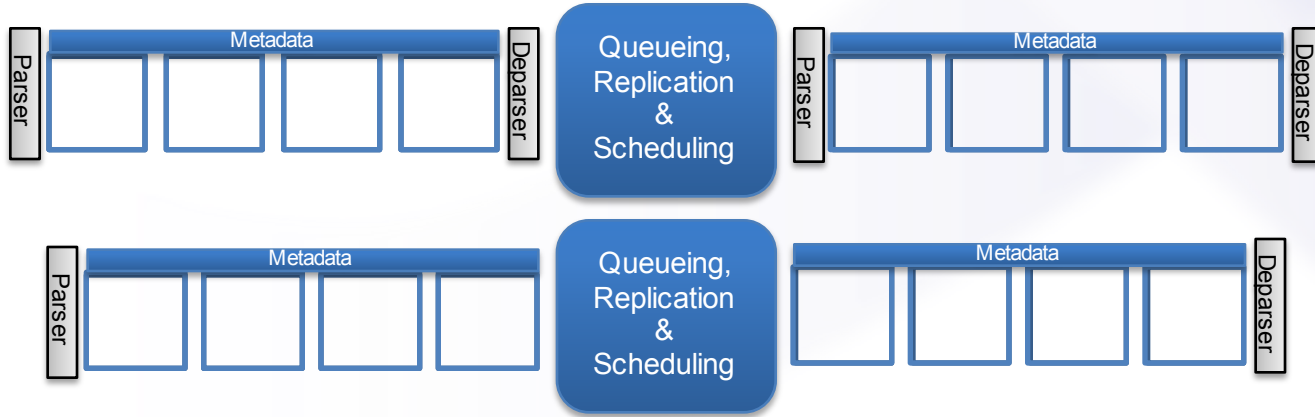 Parser
Metadata
Deparser
Queueing,
Replication
&
Scheduling
Parser
Metadata
Deparser
Parser
Metadata
Queueing,
Replication
&
Scheduling
Metadata
Deparser